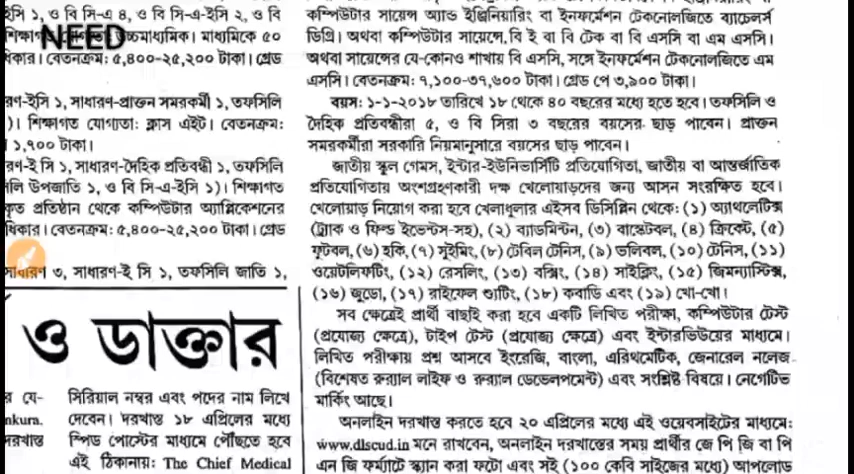 ইসি ১, ও বি সি-এ ৪, ও বি সি-এ-ইসি ২, ও বি
NEED উচ্চমাধ্যমিক। মাধ্যমিকে ৫০
ধিকার। বেতনক্রম: ৫,৪০০-২৫,২০০ টাকা। গ্রেড
রণ-ইসি ১, সাধারণ-প্রাক্তন সমরকর্মী ১, তফসিলি
)। শিক্ষাগত যোগ্যতা: ক্লাস এইট। বেতনক্রম:
১,৭০০ টাকা।
রণ-ই সি ১, সাধারণ-দৈহিক প্রতিবন্ধী ১, তফসিলি
লি উপজাতি ১, ও বি সি-এ-ইসি ১)। শিক্ষাগত
কৃত প্রতিষ্ঠান থেকে কম্পিউটার অ্যাপ্লিকেশনের
ধিকার। বেতনক্রম: ৫,৪০০-২৫,২০০ টাকা। গ্রেড
সাধারণ ৩, সাধারণ-ই সি ১, তফসিলি জাতি ১,
ও ডাক্তার
র যে-
nkura.
দরখাস্ত
সিরিয়াল নম্বর এবং পদের নাম লিখে
দেবেন। দরখাস্ত ১৮ এপ্রিলের মধ্যে
স্পিড পোস্টের মাধ্যমে পৌঁছতে হবে
এই ঠিকানায়: The Chief Medical
কম্পিউটার সায়েন্স অ্যান্ড ইঞ্জিনিয়ারিং বা ইনফর্মেশন টেকনোলজিতে ব্যাচেলর্স
ডিগ্রি। অথবা কম্পিউটার সায়েন্সে, বি ই বা বি টেক বা বি এসসি বা এম এসসি।
অথবা সায়েন্সের যে-কোনও শাখায় বি এসসি, সঙ্গে ইনফর্মেশন টেকনোলজিতে এম
এসসি। বেতনক্রম: ৭,১০০-৩৭,৬০০ টাকা। গ্রেড পে ৩,৯০০ টাকা।
বয়স: ১-১-২০১৮ তারিখে ১৮ থেকে ৪০ বছরের মধ্যে হতে হবে। তফসিলি ও
দৈহিক প্রতিবন্ধীরা ৫, ও বি সিরা ৩ বছরের বয়সের ছাড় পাবেন। প্রাক্তন
সমরকর্মীরা সরকারি নিয়মানুসারে বয়সের ছাড় পাবেন।
জাতীয় স্কুল গেমস, ইন্টার-ইউনিভার্সিটি প্রতিযোগিতা, জাতীয় বা আন্তর্জাতিক
প্রতিযোগিতায় অংশগ্রহণকারী দক্ষ খেলোয়াড়দের জন্য আসন সংরক্ষিত হবে।
খেলোয়াড় নিয়োগ করা হবে খেলাধুলার এইসব ডিসিপ্লিন থেকে: (১) অ্যাথলেটিক্স
(ট্র্যাক ও ফিল্ড ইভেন্টস-সহ), (২) ব্যাডমিন্টন, (৩) বাস্কেটবল, (৪) ক্রিকেট, (৫)
ফুটবল, (৬) হকি, (৭) সুইমিং, (৮) টেবিল টেনিস, (৯) ভলিবল, (১০) টেনিস, (১১)
ওয়েটলিফটিং, (১২) রেসলিং, (১৩) বক্সিং, (১৪) সাইক্লিং, (১৫) জিমন্যাস্টিক্স,
(১৬) জুডো, (১৭) রাইফেল শ্যুটিং, (১৮) কবাডি এবং (১৯) খো-খো।
সব ক্ষেত্রেই প্রার্থী বাছাই করা হবে একটি লিখিত পরীক্ষা, কম্পিউটার টেস্ট
(প্রযোজ্য ক্ষেত্রে), টাইপ টেস্ট (প্রযোজ্য ক্ষেত্রে) এবং ইন্টারভিউয়ের মাধ্যমে।
লিখিত পরীক্ষায় প্রশ্ন আসবে ইংরেজি, বাংলা, এরিথমেটিক, জেনারেল নলেজ
(বিশেষত রুর‍্যাল লাইফ ও রুর‍্যাল ডেভেলপমেন্ট) এবং সংশ্লিষ্ট বিষয়ে। নেগেটিভ
মার্কিং আছে।
অনলাইন দরখাস্ত করতে হবে ২০ এপ্রিলের মধ্যে এই ওয়েবসাইটের মাধ্যমে:
www.dlscud.in মনে রাখবেন, অনলাইন দরখাস্তের সময় প্রার্থীর জে পি জি বা পি
এন জি ফর্ম্যাটে স্ক্যান করা ফটো এবং সই (১০০ কেবি সাইজের মধ্যে) আপলোড